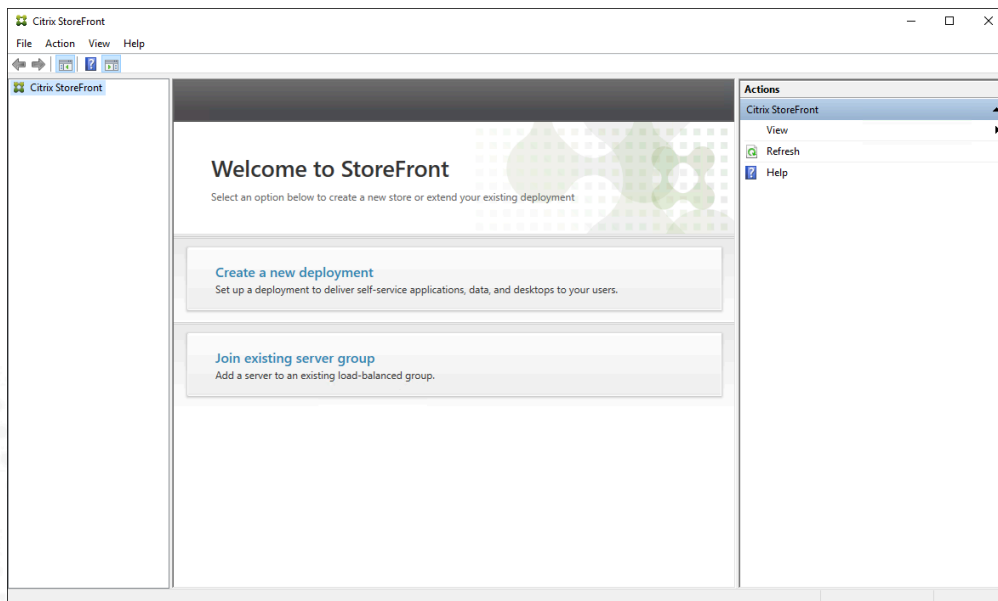 Citrix StoreFront
File Action View Help
Citrix StoreFront
Welcome to StoreFront
Select an option below to create a new store or extend your existing deployment
Create a new deployment
Set up a deployment to deliver self-service applications, data, and desktops to your users.
Join existing server group
Add a server to an existing load-balanced group.
Actions
Citrix StoreFront
View
Refresh
Help